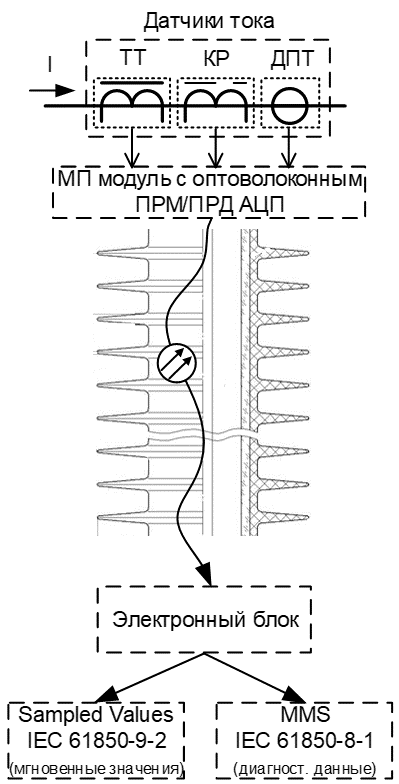 Датчики тока
I
ТТ КР ДПТ
МП модуль с оптоволоконным
ПРМ/ПРД АЦП
Электронный блок
Sampled Values
IEC 61850-9-2
(мгновенные значения)
MMS
IEC 61850-8-1
(диагност. данные)